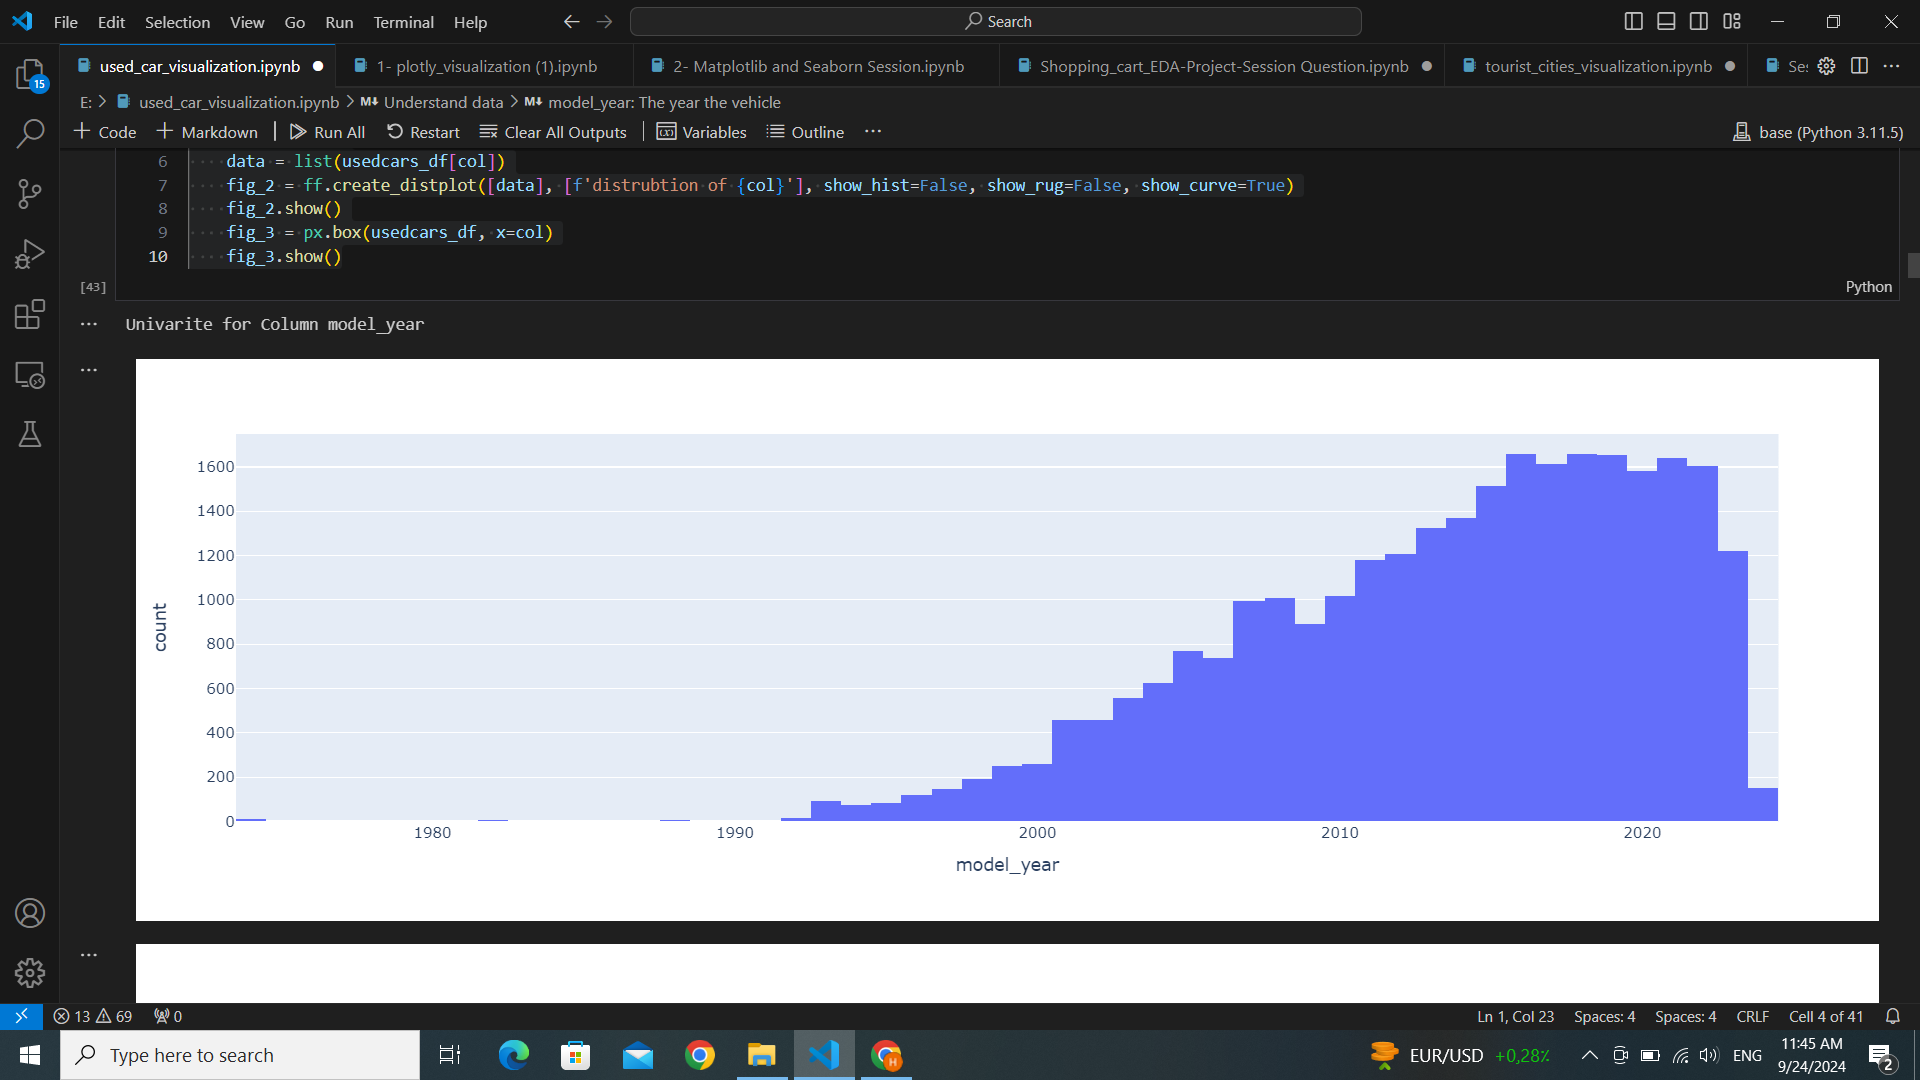 File Edit Selection View Go Run Terminal Help
Search
used_car_visualization.ipynb
1- plotly_visualization (1).ipynb
2- Matplotlib and Seaborn Session.ipynb
Shopping_cart_EDA-Project-Session Question.ipynb
tourist_cities_visualization.ipynb
Se
15
E: > used_car_visualization.ipynb > M↓ Understand data > M↓ model_year: The year the vehicle
+ Code + Markdown | Run All Restart Clear All Outputs | Variables Outline ...
base (Python 3.11.5)
6 data = list(usedcars_df[col])
7 fig_2 = ff.create_distplot([data], [f'distrubtion of {col}'], show_hist=False, show_rug=False, show_curve=True)
8 fig_2.show()
9 fig_3 = px.box(usedcars_df, x=col)
10 fig_3.show()
[43]
Python
Univarite for Column model_year
1600
1400
1200
1000
800
600
400
200
0
count
1980 1990 2000 2010 2020
model_year
13 69 0
Ln 1, Col 23 Spaces: 4 Spaces: 4 CRLF Cell 4 of 41
Type here to search
EUR/USD +0,28%
ENG
11:45 AM
9/24/2024
2